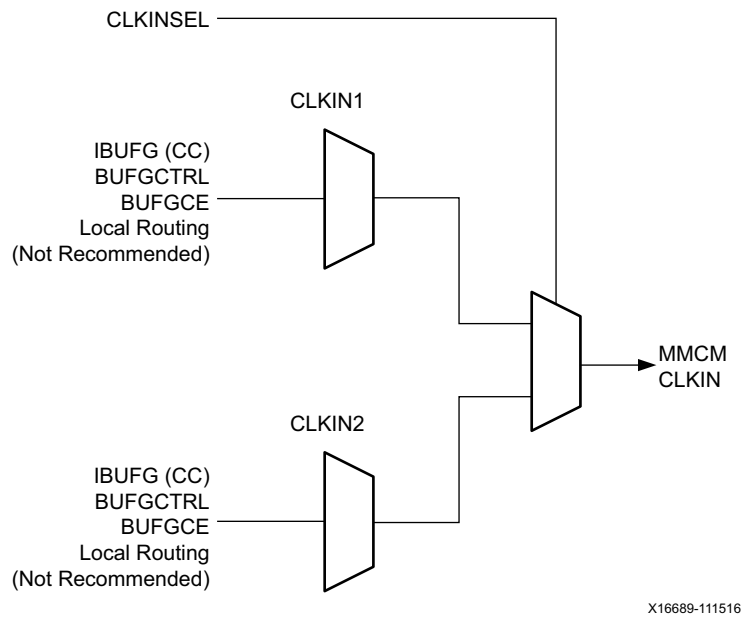 CLKINSEL
CLKIN1
IBUFG (CC)
BUFGCTRL
BUFGCE
Local Routing
(Not Recommended)
MMCM
CLKIN
CLKIN2
IBUFG (CC)
BUFGCTRL
BUFGCE
Local Routing
(Not Recommended)
X16689-111516